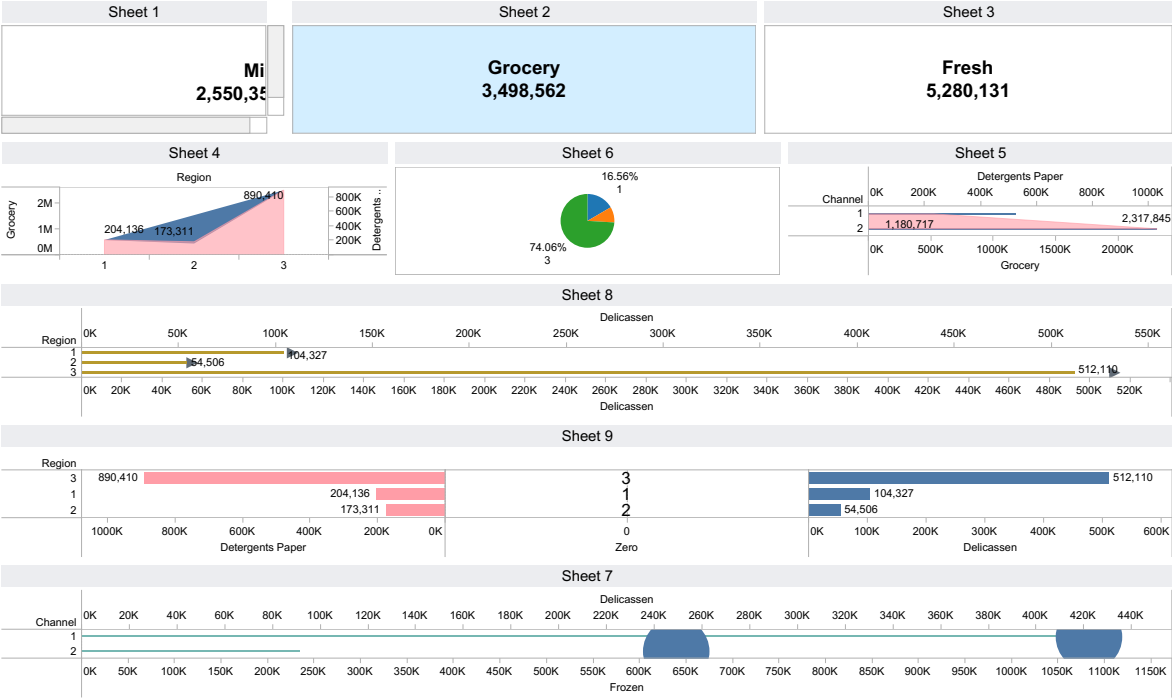 Sheet 1
Sheet 2
Sheet 3
Mi
2,550,35
Grocery
3,498,562
Fresh
5,280,131
Sheet 4
Sheet 6
Sheet 5
Region
Grocery
2M
1M
0M
204,136
173,311
890,410
800K
600K
400K
200K
Detergents ..
1
2
3
16.56%
1
74.06%
3
Detergents Paper
0K 200K 400K 600K 800K 1000K
Channel
1
2
1,180,717
2,317,845
0K 500K 1000K 1500K 2000K
Grocery
Sheet 8
Delicassen
0K 50K 100K 150K 200K 250K 300K 350K 400K 450K 500K 550K
Region
1 104,327
2 54,506
3 512,110
0K 20K 40K 60K 80K 100K 120K 140K 160K 180K 200K 220K 240K 260K 280K 300K 320K 340K 360K 380K 400K 420K 440K 460K 480K 500K 520K
Delicassen
Sheet 9
Region
3 890,410 3 512,110
1 204,136 1 104,327
2 173,311 2 54,506
1000K 800K 600K 400K 200K 0K 0 0K 100K 200K 300K 400K 500K 600K
Detergents Paper Zero Delicassen
Sheet 7
Delicassen
0K 20K 40K 60K 80K 100K 120K 140K 160K 180K 200K 220K 240K 260K 280K 300K 320K 340K 360K 380K 400K 420K 440K
Channel
1
2
0K 50K 100K 150K 200K 250K 300K 350K 400K 450K 500K 550K 600K 650K 700K 750K 800K 850K 900K 950K 1000K 1050K 1100K 1150K
Frozen